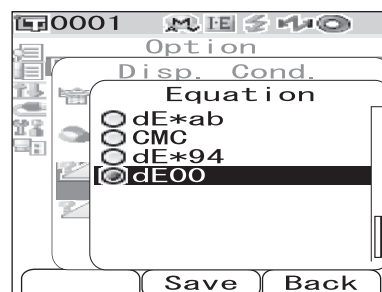 0001 M I·E
Option
Disp. Cond.
Equation
dE*ab
CMC
dE*94
dE00
Save Back